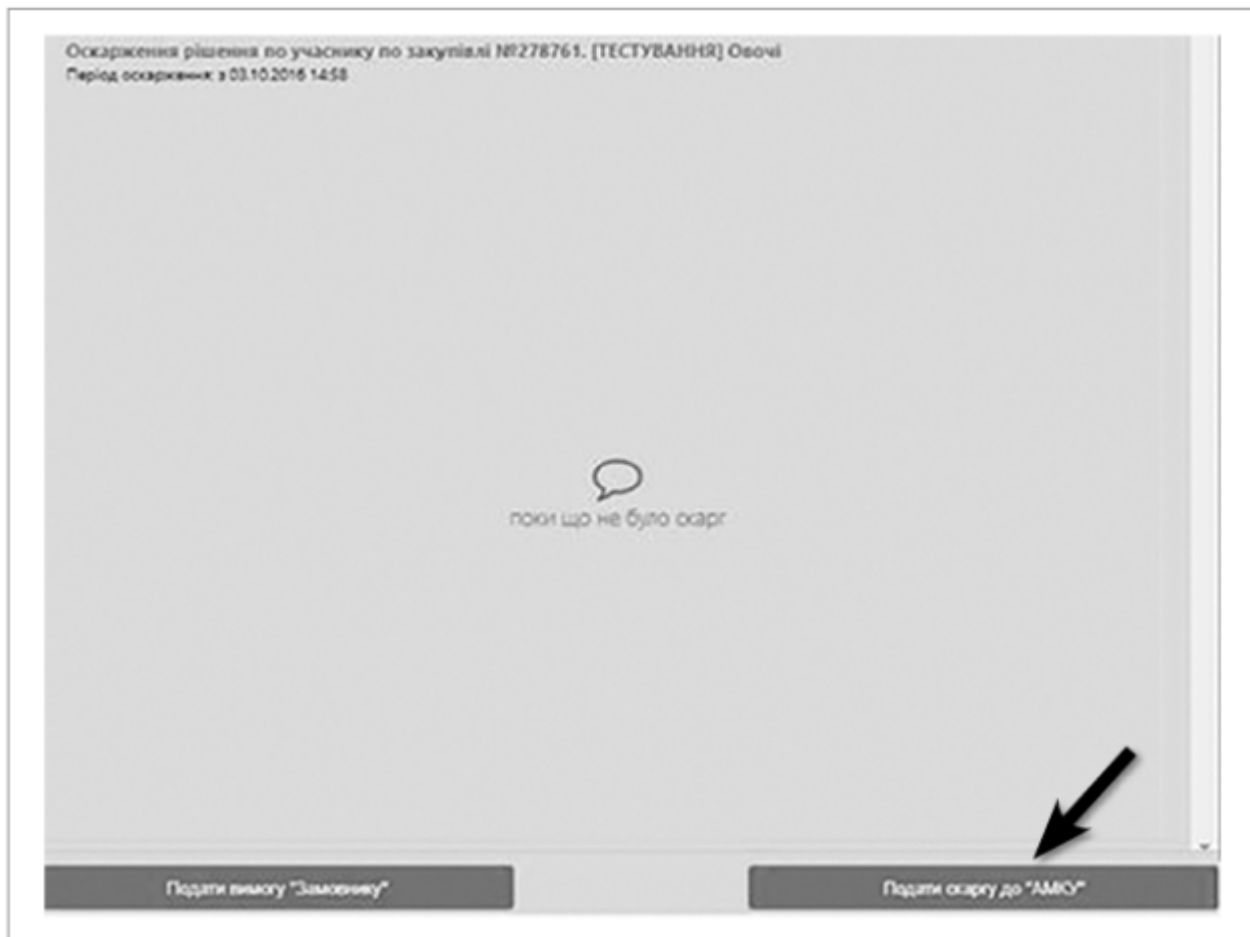 Оскарження рішення по учаснику по закупівлі №278761. [ТЕСТУВАННЯ] Овочі
Період оскарження: з 03.10.2016 14:58
поки що не було скарг
Подати вимогу "Замовнику"
Подати скаргу до "АМКУ"